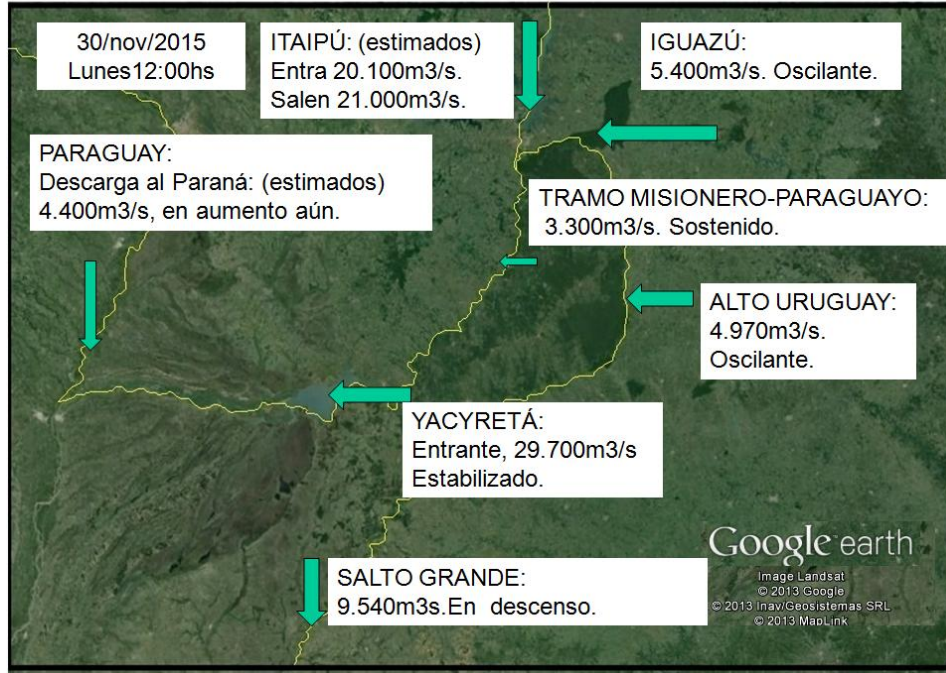 30/nov/2015
Lunes12:00hs
ITAIPÚ: (estimados)
Entra 20.100m3/s.
Salen 21.000m3/s.
IGUAZÚ:
5.400m3/s. Oscilante.
PARAGUAY:
Descarga al Paraná: (estimados)
4.400m3/s, en aumento aún.
TRAMO MISIONERO-PARAGUAYO:
3.300m3/s. Sostenido.
ALTO URUGUAY:
4.970m3/s.
Oscilante.
YACYRETÁ:
Entrante, 29.700m3/s
Estabilizado.
SALTO GRANDE:
9.540m3s.En descenso.
Google earth
Image Landsat
© 2013 Google
© 2013 Inav/Geosistemas SRL
© 2013 MapLink